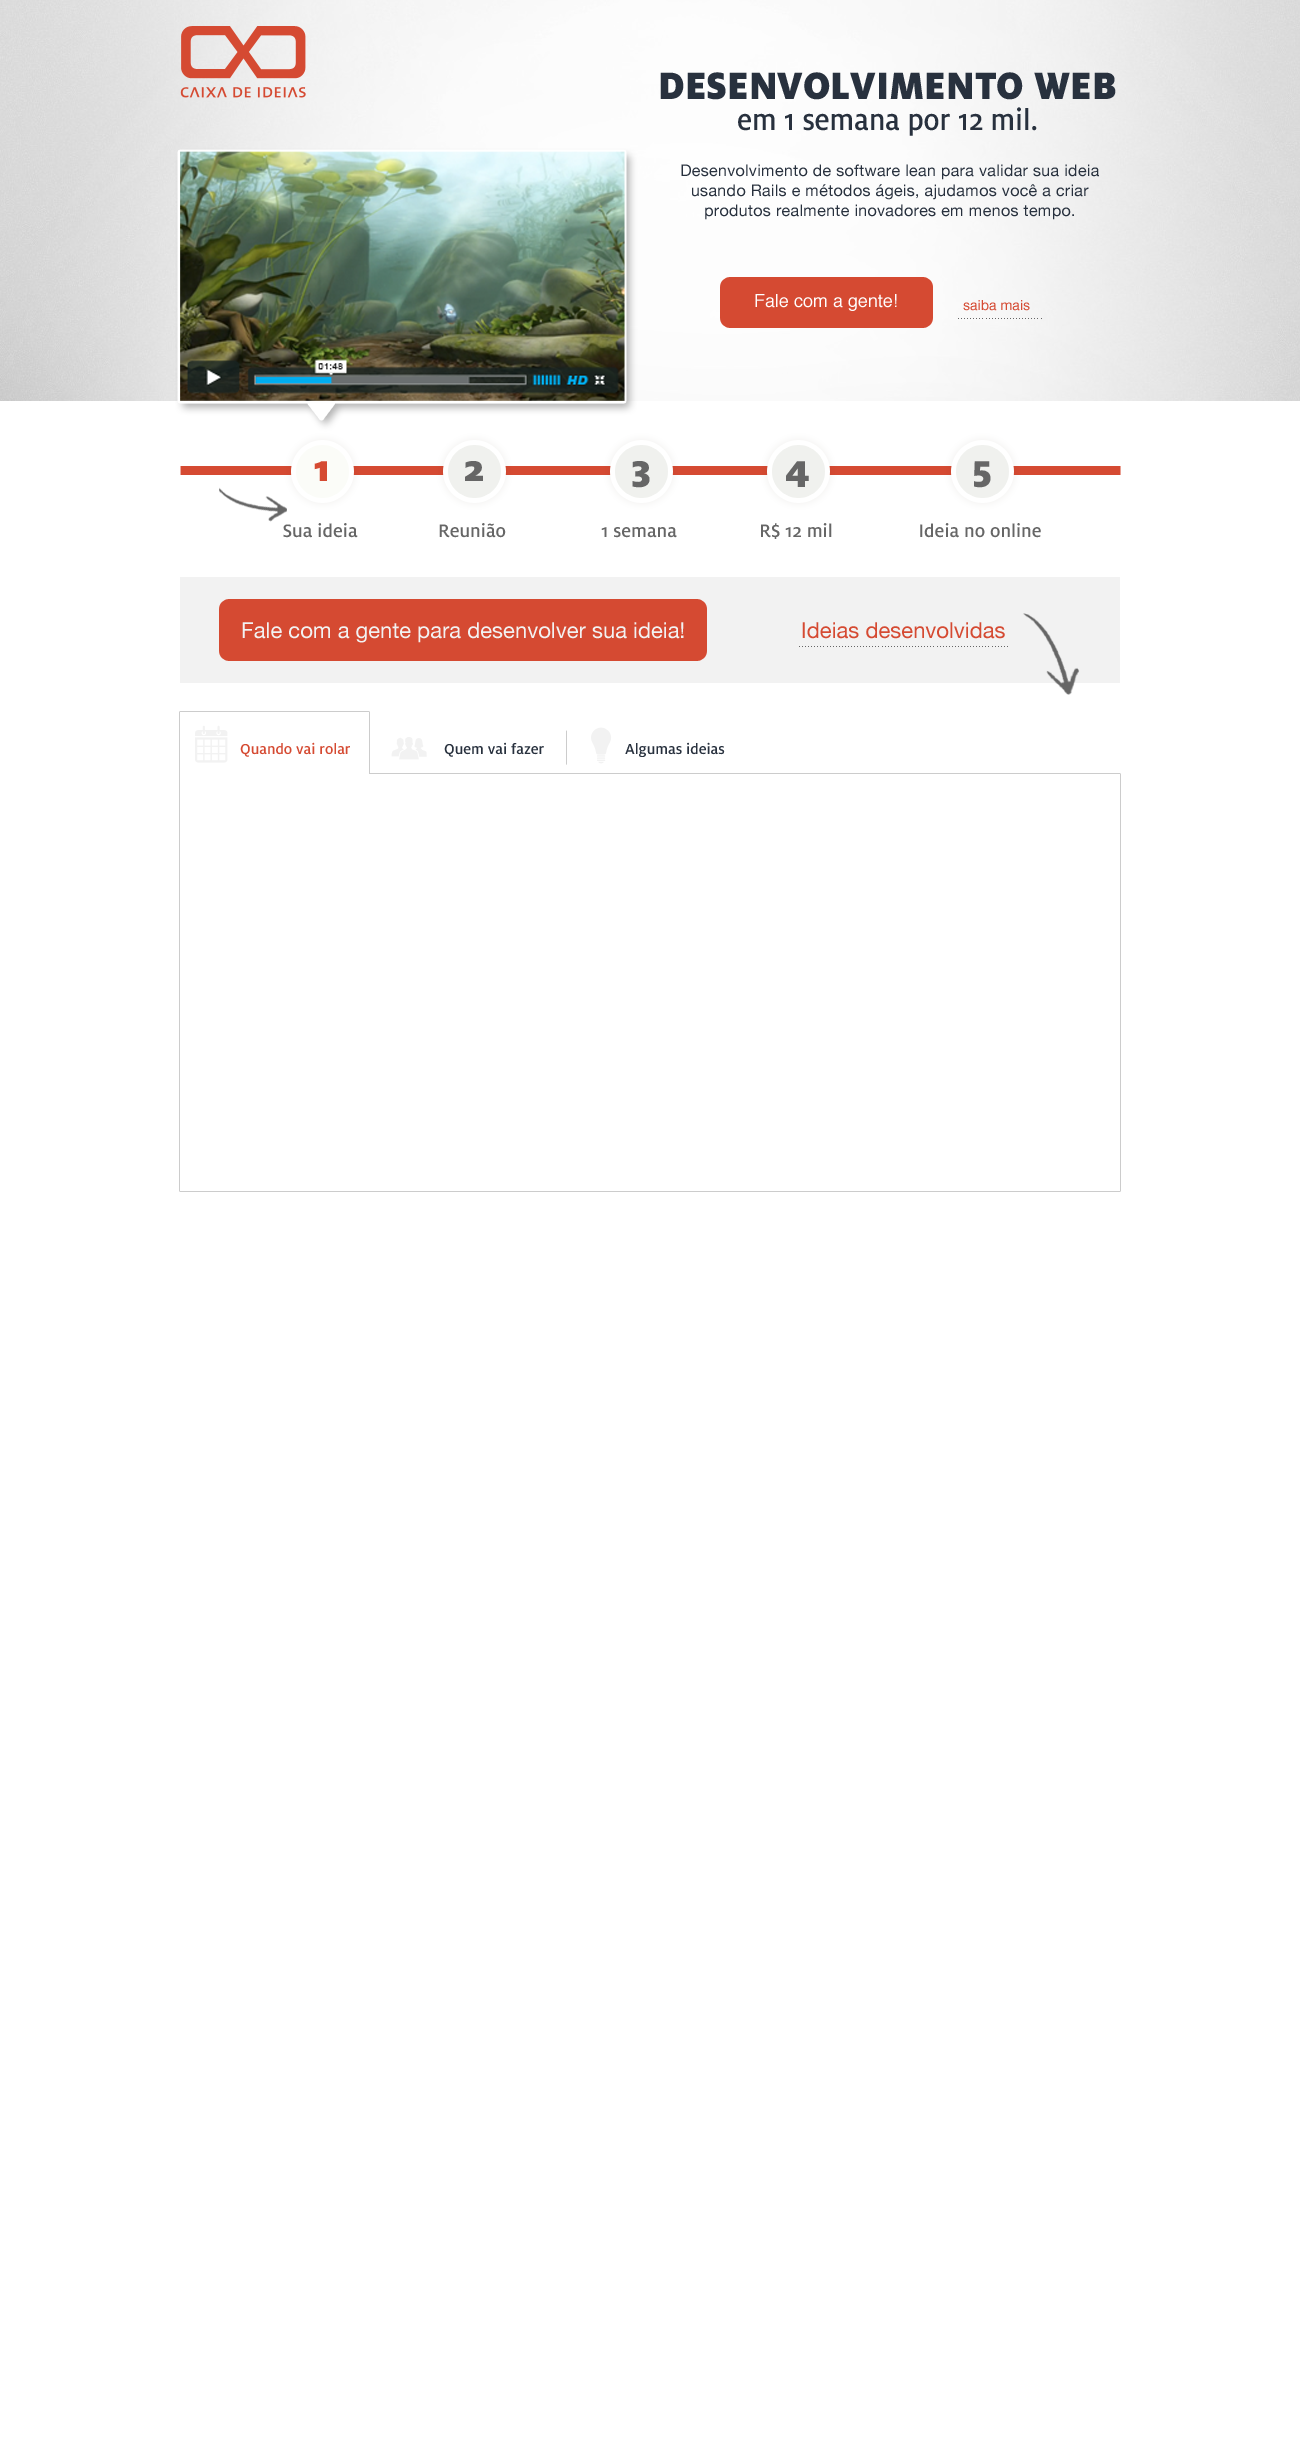 CAIXA DE IDEIAS
DESENVOLVIMENTO WEB
em 1 semana por 12 mil.
Desenvolvimento de software lean para validar sua ideia
usando Rails e métodos ágeis, ajudamos você a criar
produtos realmente inovadores em menos tempo.
Fale com a gente!
saiba mais
01:48
HD
1
2
3
4
5
Sua ideia
Reunião
1 semana
R$ 12 mil
Ideia no online
Fale com a gente para desenvolver sua ideia!
Ideias desenvolvidas
Quando vai rolar
Quem vai fazer
Algumas ideias